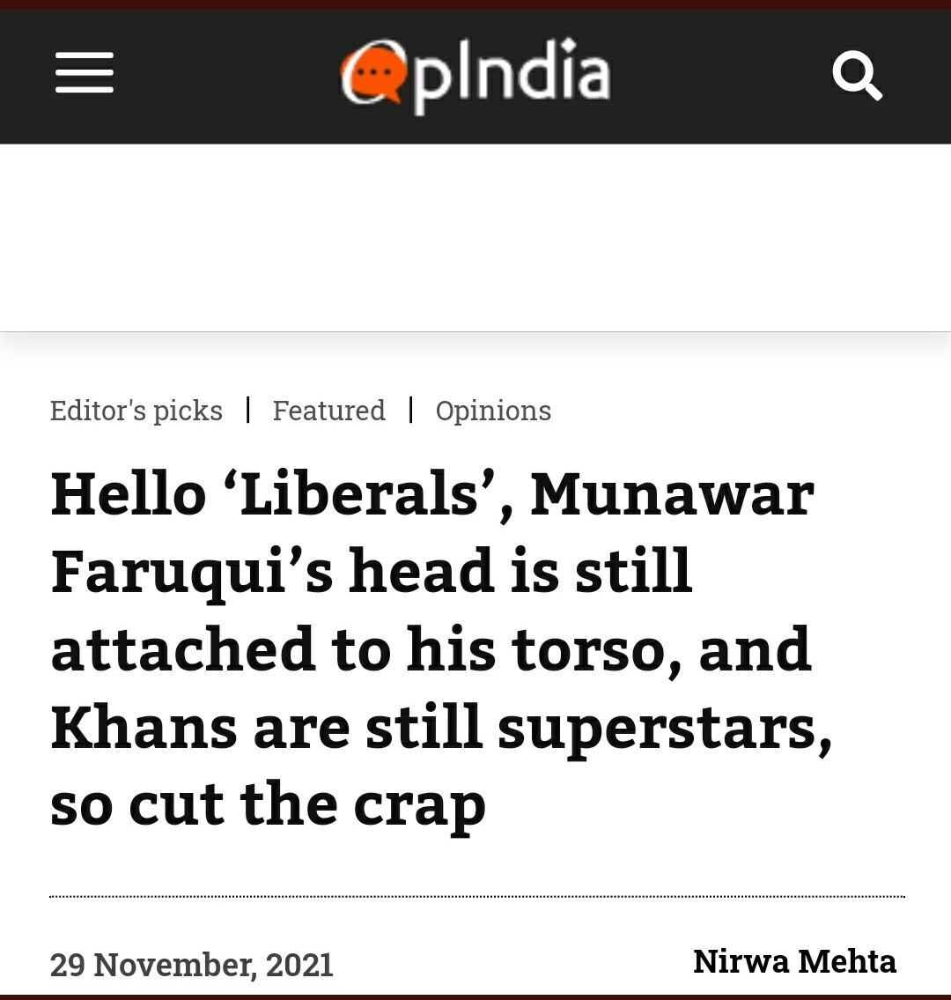 OpIndia
Editor's picks | Featured | Opinions
Hello ‘Liberals’, Munawar
Faruqui’s head is still
attached to his torso, and
Khans are still superstars,
so cut the crap
29 November, 2021
Nirwa Mehta